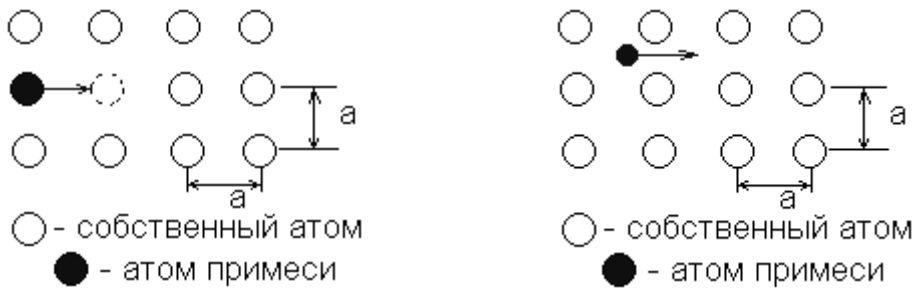 a
a
○ - собственный атом
● - атом примеси
a
a
○ - собственный атом
● - атом примеси